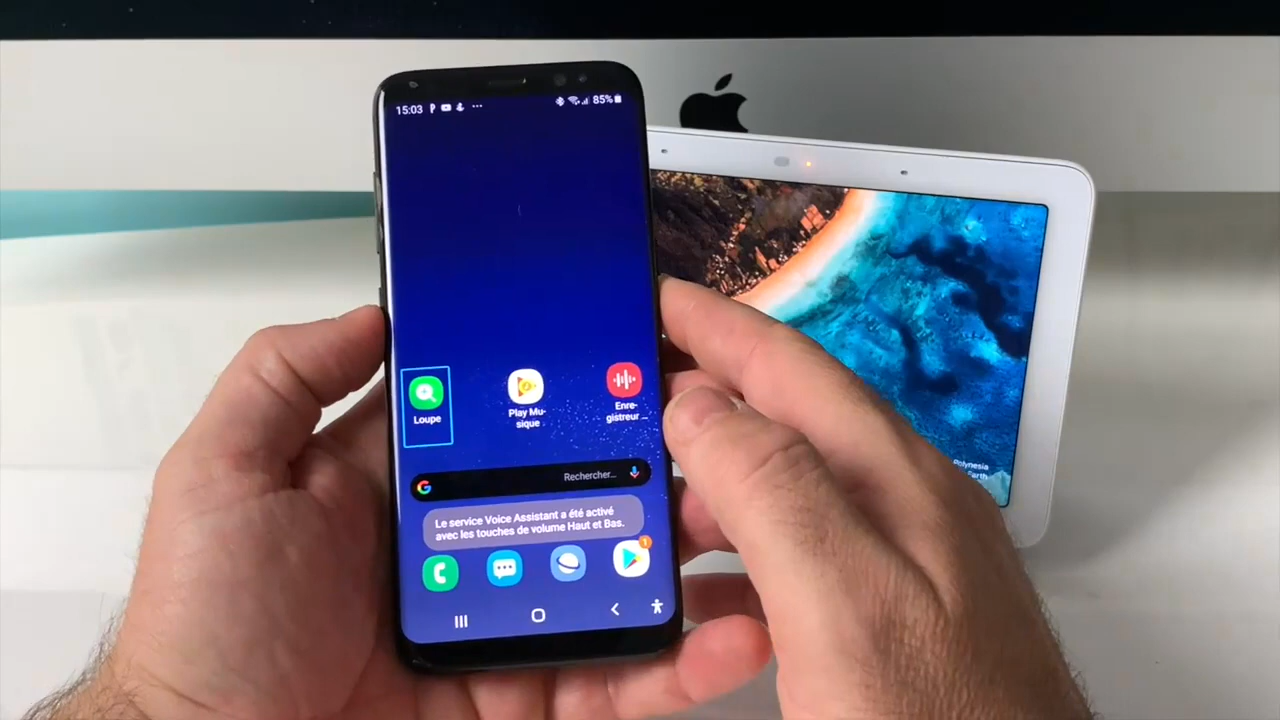 15:03
85%
Loupe
Play Mu-
sique
Enre-
gistreur ...
Rechercher...
Le service Voice Assistant a été activé
avec les touches de volume Haut et Bas.
1
Polynesia
Earth